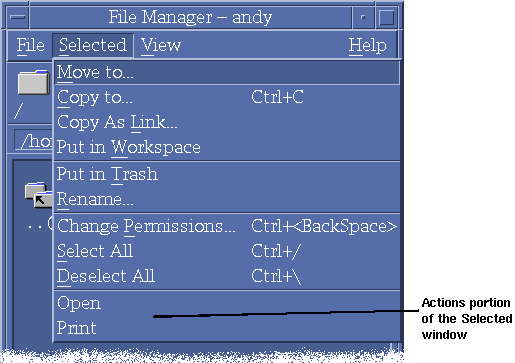 File Manager – andy
File Selected View Help
Move to...
Copy to... Ctrl+C
Copy As Link...
/
Put in Workspace
Put in Trash
Rename...
Change Permissions... Ctrl+<BackSpace>
Select All Ctrl+/
Deselect All Ctrl+\
Open
Print
Actions portion
of the Selected
window